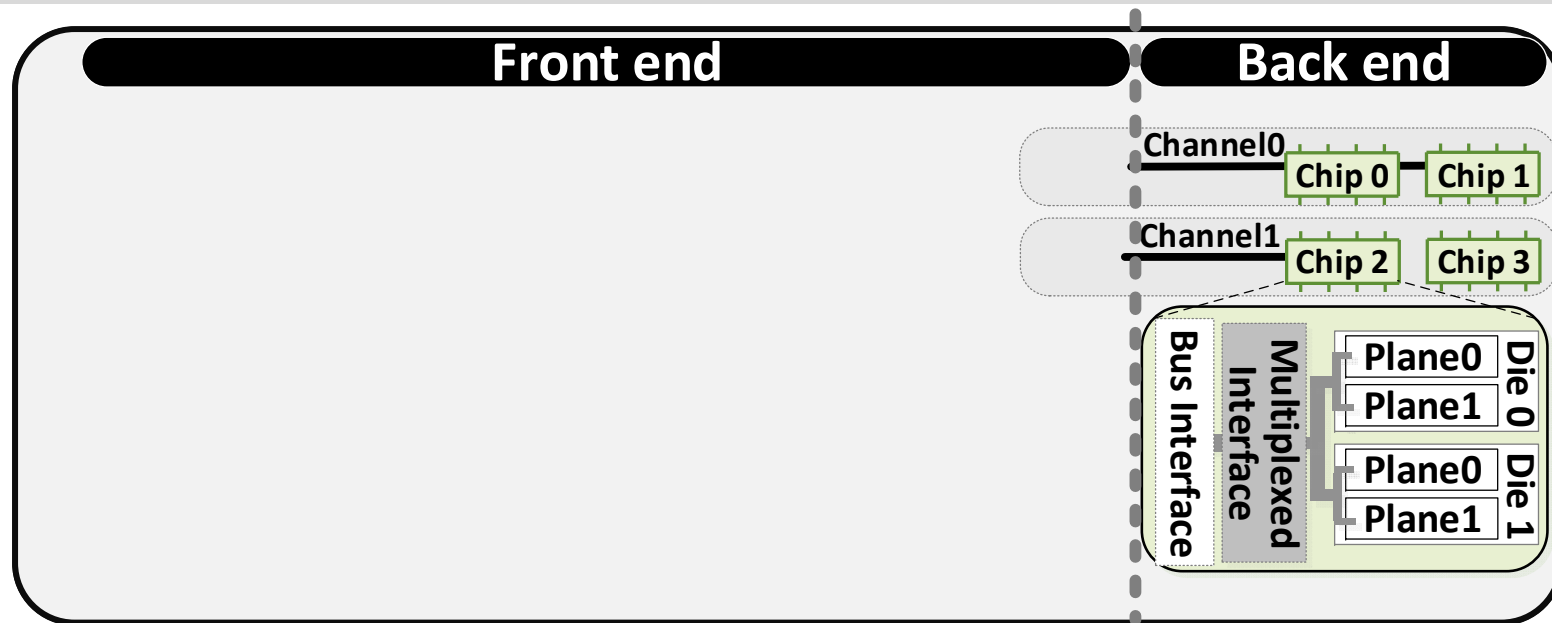 Front end
Back end
Channel0
Chip 0
Chip 1
Channel1
Chip 2
Chip 3
Bus Interface
Multiplexed
Interface
Plane0
Plane1
Die 0
Plane0
Plane1
Die 1